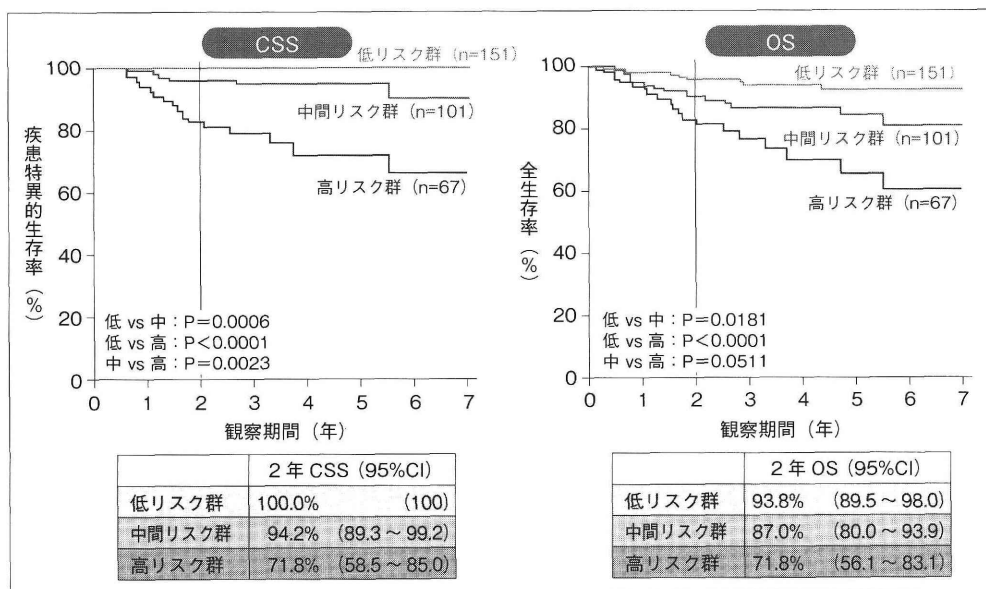 CSS
低リスク群 (n=151)
中間リスク群 (n=101)
高リスク群 (n=67)
疾患特異的生存率 (%)
100
80
60
40
20
0
低 vs 中:P=0.0006
低 vs 高:P<0.0001
中 vs 高:P=0.0023
0 1 2 3 4 5 6 7
観察期間 (年)
2年 CSS (95%CI)
低リスク群 100.0% (100)
中間リスク群 94.2% (89.3～99.2)
高リスク群 71.8% (58.5～85.0)
OS
低リスク群 (n=151)
中間リスク群 (n=101)
高リスク群 (n=67)
全生存率 (%)
100
80
60
40
20
0
低 vs 中:P=0.0181
低 vs 高:P<0.0001
中 vs 高:P=0.0511
0 1 2 3 4 5 6 7
観察期間 (年)
2年 OS (95%CI)
低リスク群 93.8% (89.5～98.0)
中間リスク群 87.0% (80.0～93.9)
高リスク群 71.8% (56.1～83.1)